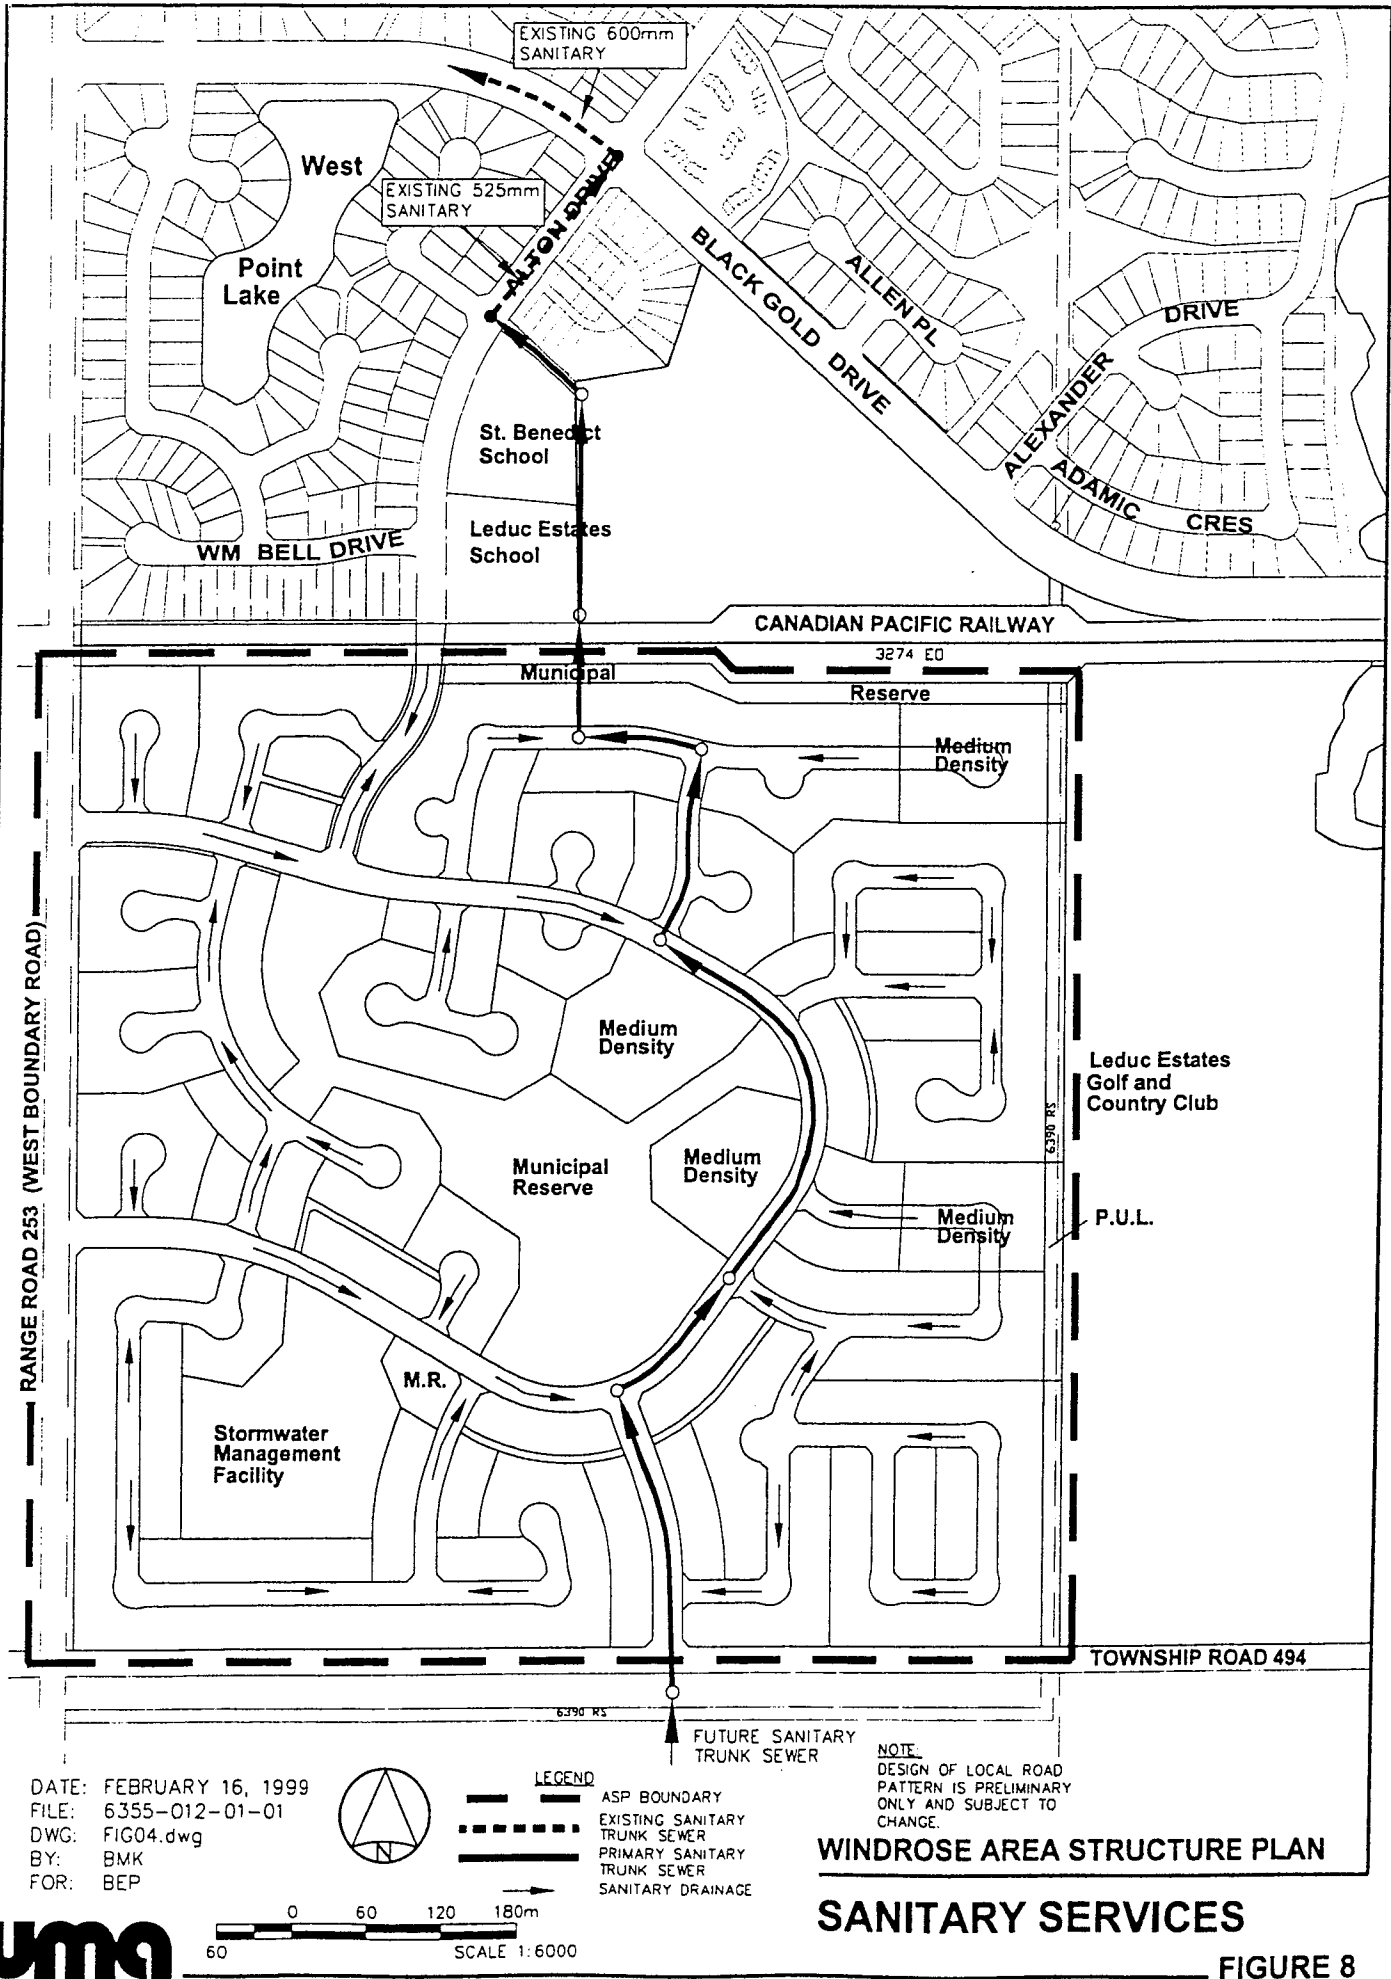 EXISTING 600mm
SANITARY
West
EXISTING 525mm
SANITARY
ALTON DRIVE
Point
Lake
BLACK GOLD DRIVE
ALLEN PL
DRIVE
ALEXANDER
ADAMIC
CRES
St. Benedict
School
Leduc Estates
School
WM BELL DRIVE
CANADIAN PACIFIC RAILWAY
3274 EO
Municipal
Reserve
Medium
Density
RANGE ROAD 253 (WEST BOUNDARY ROAD)
Medium
Density
Leduc Estates
Golf and
Country Club
6390 RS
Municipal
Reserve
Medium
Density
Medium
Density
P.U.L.
M.R.
Stormwater
Management
Facility
TOWNSHIP ROAD 494
6390 RS
FUTURE SANITARY
TRUNK SEWER
NOTE:
DESIGN OF LOCAL ROAD
PATTERN IS PRELIMINARY
ONLY AND SUBJECT TO
CHANGE.
DATE: FEBRUARY 16, 1999
FILE: 6355-012-01-01
DWG: FIG04.dwg
BY: BMK
FOR: BEP
N
LEGEND
ASP BOUNDARY
EXISTING SANITARY
TRUNK SEWER
PRIMARY SANITARY
TRUNK SEWER
SANITARY DRAINAGE
WINDROSE AREA STRUCTURE PLAN
0 60 120 180m
60
SCALE 1:6000
SANITARY SERVICES
FIGURE 8
uma